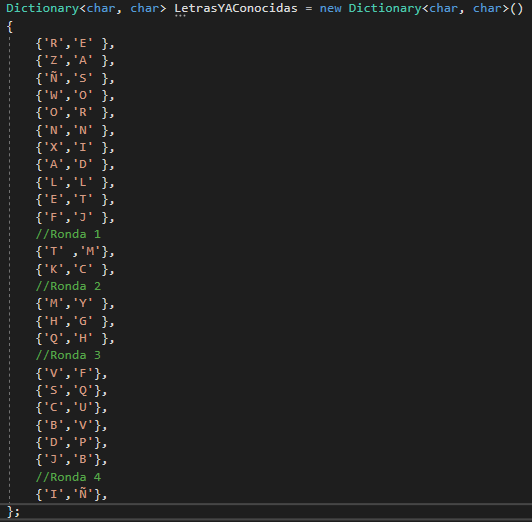 Dictionary<char, char> LetrasYAConocidas = new Dictionary<char, char>()
{
{'R','E' },
{'Z','A' },
{'Ñ','S' },
{'W','O' },
{'O','R' },
{'N','N' },
{'X','I' },
{'A','D' },
{'L','L' },
{'E','T' },
{'F','J' },
//Ronda 1
{'T' ,'M'},
{'K','C' },
//Ronda 2
{'M','Y' },
{'H','G' },
{'Q','H' },
//Ronda 3
{'V','F'},
{'S','Q'},
{'C','U'},
{'B','V'},
{'D','P'},
{'J','B'},
//Ronda 4
{'I','Ñ'},
};